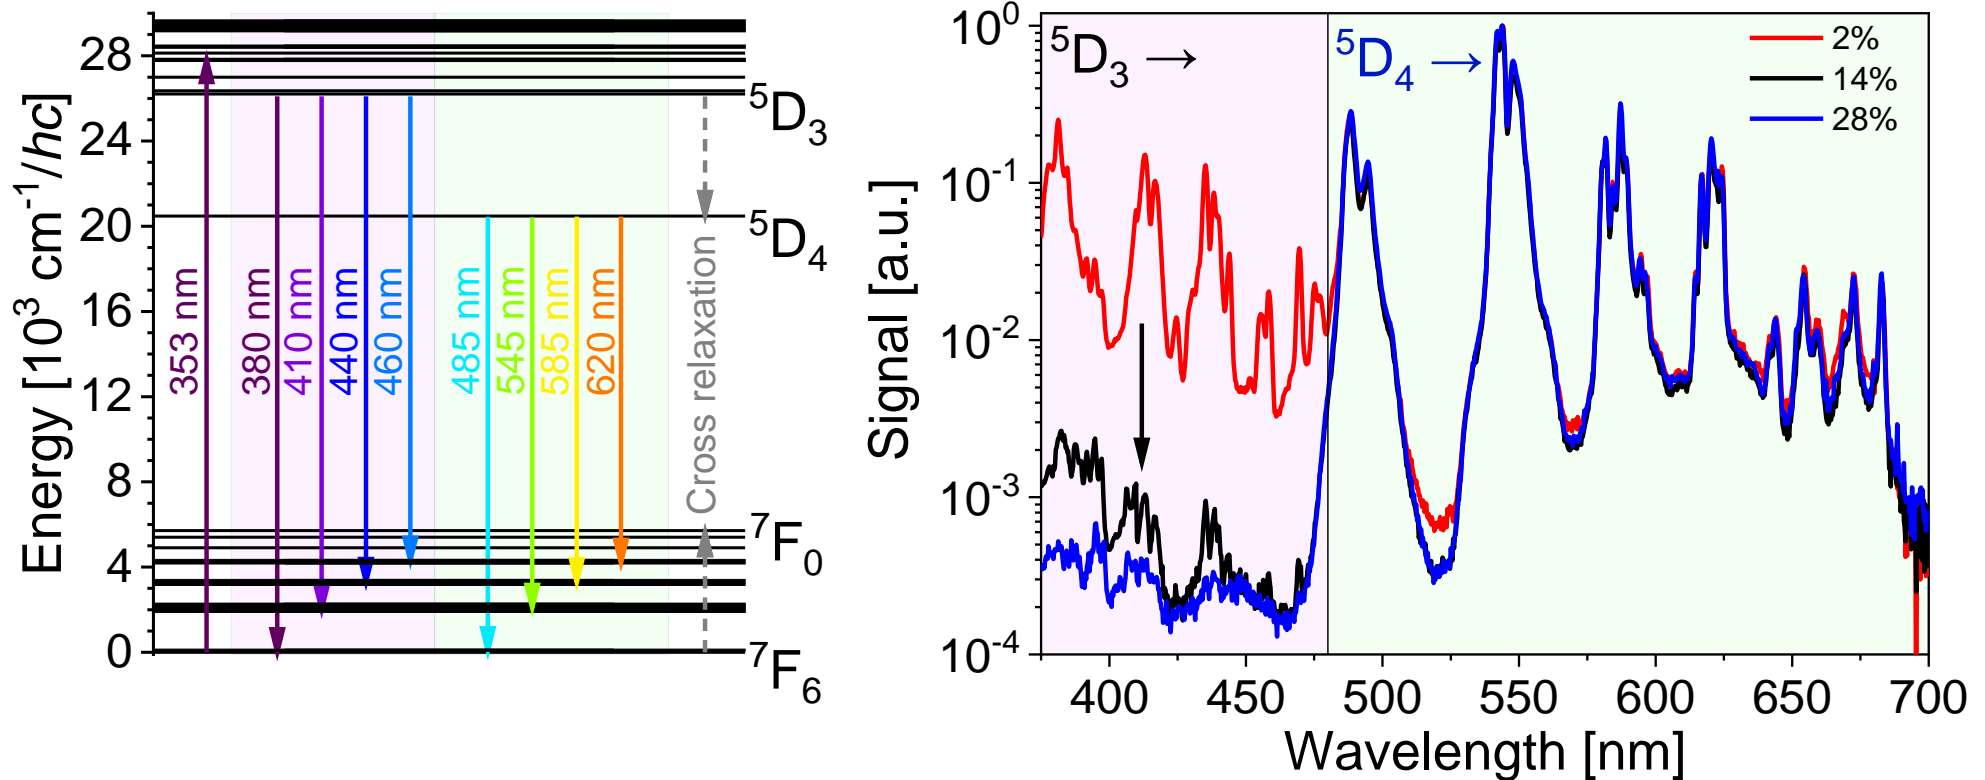 Energy [10³ cm⁻¹/hc]
28
24
20
16
12
8
4
0
353 nm
380 nm
410 nm
440 nm
460 nm
485 nm
545 nm
585 nm
620 nm
Cross relaxation
⁵D₃
⁵D₄
⁷F₀
⁷F₆
Signal [a.u.]
10⁰
10⁻¹
10⁻²
10⁻³
10⁻⁴
⁵D₃ →
⁵D₄ →
2%
14%
28%
400 450 500 550 600 650 700
Wavelength [nm]